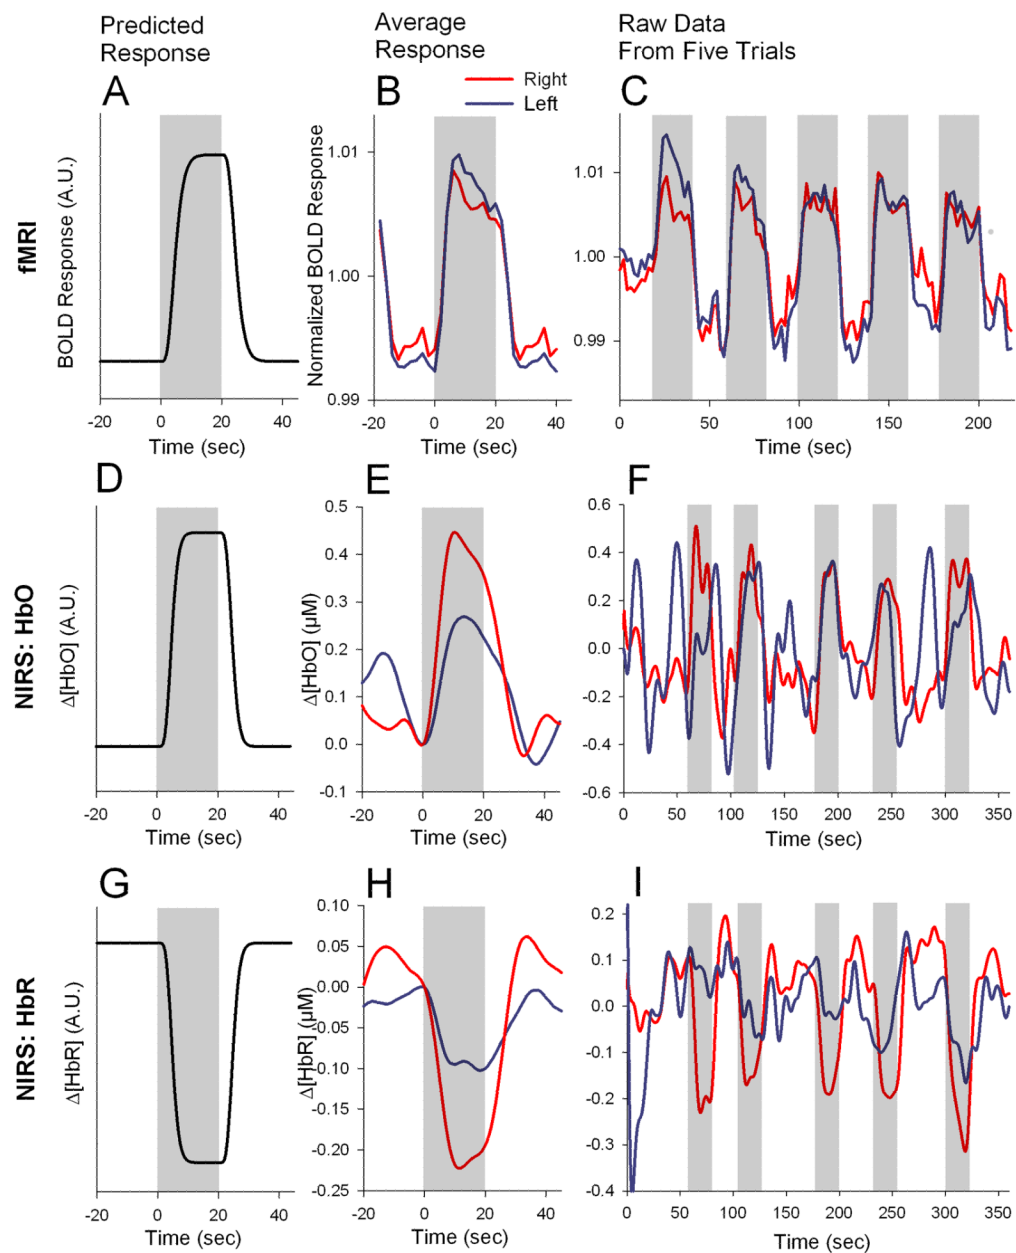 Predicted
Response
Average
Response
Raw Data
From Five Trials
Right
Left
A
B
C
fMRI
BOLD Response (A.U.)
-20 0 20 40
Time (sec)
Normalized BOLD Response
1.01
1.00
0.99
-20 0 20 40
Time (sec)
1.01
1.00
0.99
0 50 100 150 200
Time (sec)
D
E
F
NIRS: HbO
Δ[HbO] (A.U.)
-20 0 20 40
Time (sec)
Δ[HbO] (µM)
0.5
0.4
0.3
0.2
0.1
0.0
-0.1
-20 0 20 40
Time (sec)
0.6
0.4
0.2
0.0
-0.2
-0.4
-0.6
0 50 100 150 200 250 300 350
Time (sec)
G
H
I
NIRS: HbR
Δ[HbR] (A.U.)
-20 0 20 40
Time (sec)
Δ[HbR] (µM)
0.10
0.05
0.00
-0.05
-0.10
-0.15
-0.20
-0.25
-20 0 20 40
Time (sec)
0.2
0.1
0.0
-0.1
-0.2
-0.3
-0.4
0 50 100 150 200 250 300 350
Time (sec)